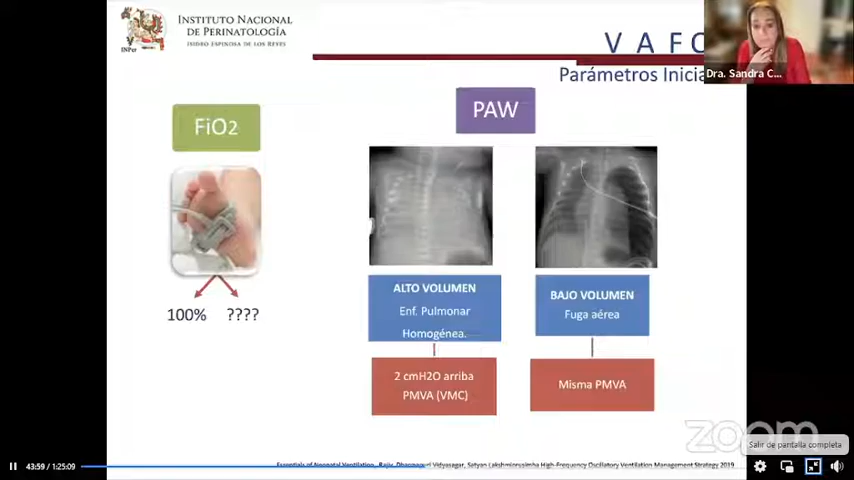 INSTITUTO NACIONAL
DE PERINATOLOGÍA
ISIDRO ESPINOSA DE LOS REYES
INPer
V A F O
Parámetros Inicia
Dra. Sandra C...
FiO2
PAW
100% ????
ALTO VOLUMEN
Enf. Pulmonar
Homogénea.
BAJO VOLUMEN
Fuga aérea
2 cmH2O arriba
PMVA (VMC)
Misma PMVA
zoom
Salir de pantalla completa
Essentials of Neonatal Ventilation, Rajiv, Vidyasagar, Satyan High-Frequency Oscillatory Ventilation Management Strategy 2019
43:59 / 1:25:09